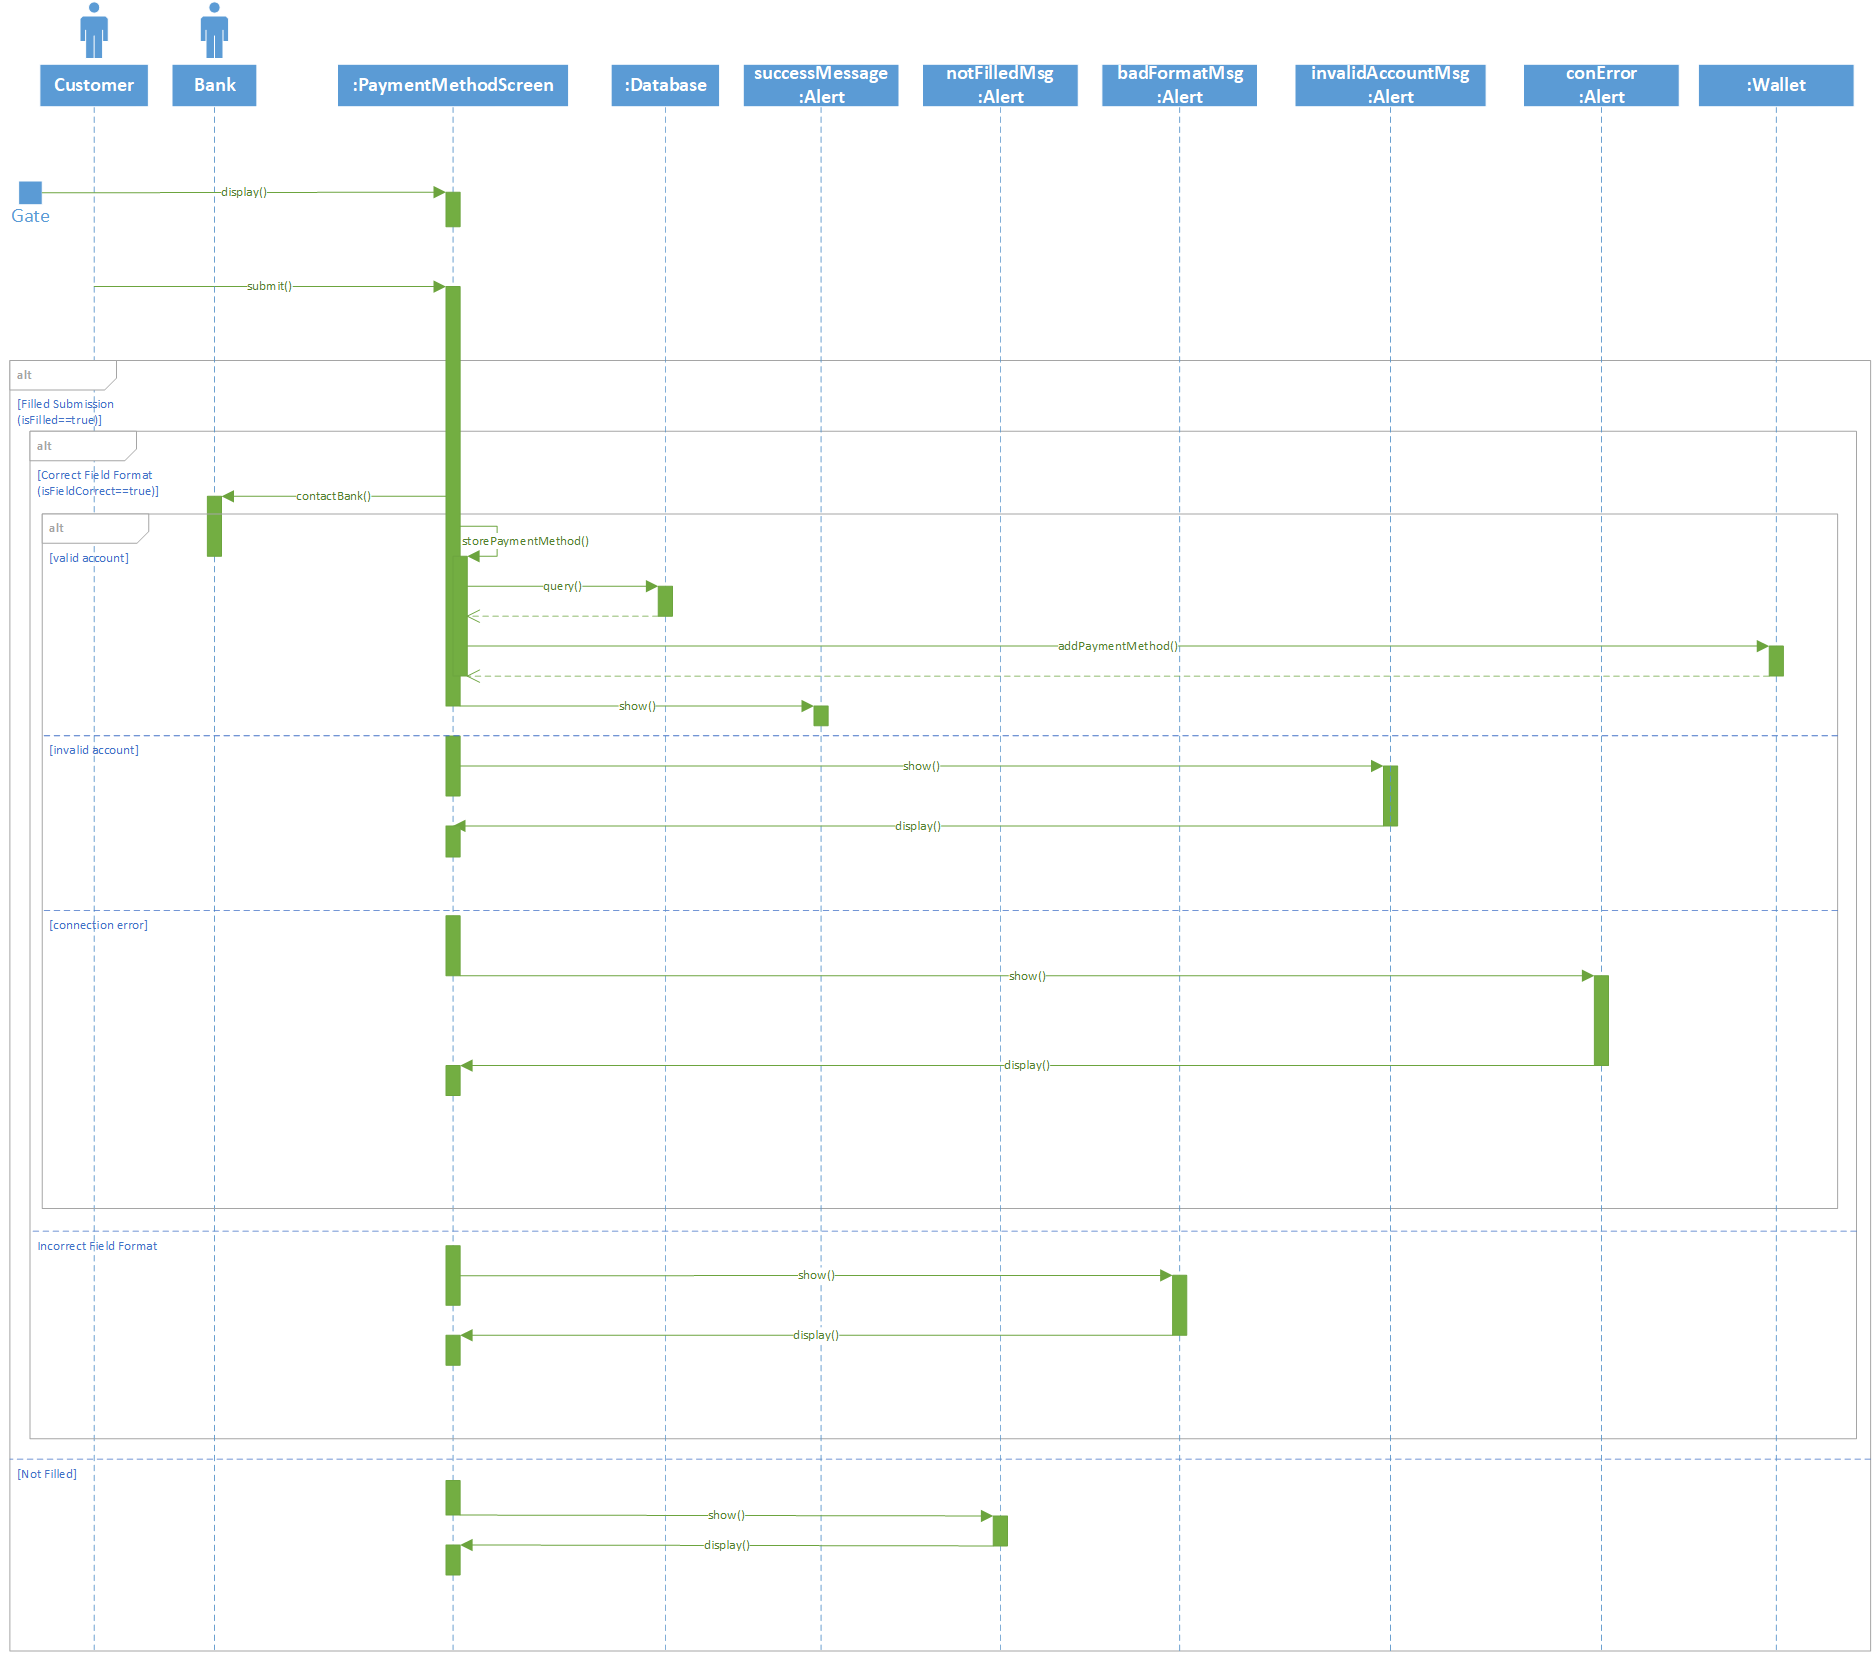 Customer
Bank
:PaymentMethodScreen
:Database
successMessage
:Alert
notFilledMsg
:Alert
badFormatMsg
:Alert
invalidAccountMsg
:Alert
conError
:Alert
:Wallet
display()
Gate
submit()
alt
[Filled Submission
(isFilled==true)]
alt
[Correct Field Format
(isFieldCorrect==true)]
contactBank()
alt
storePaymentMethod()
[valid account]
query()
addPaymentMethod()
show()
[invalid account]
show()
display()
[connection error]
show()
display()
Incorrect Field Format
show()
display()
[Not Filled]
show()
display()